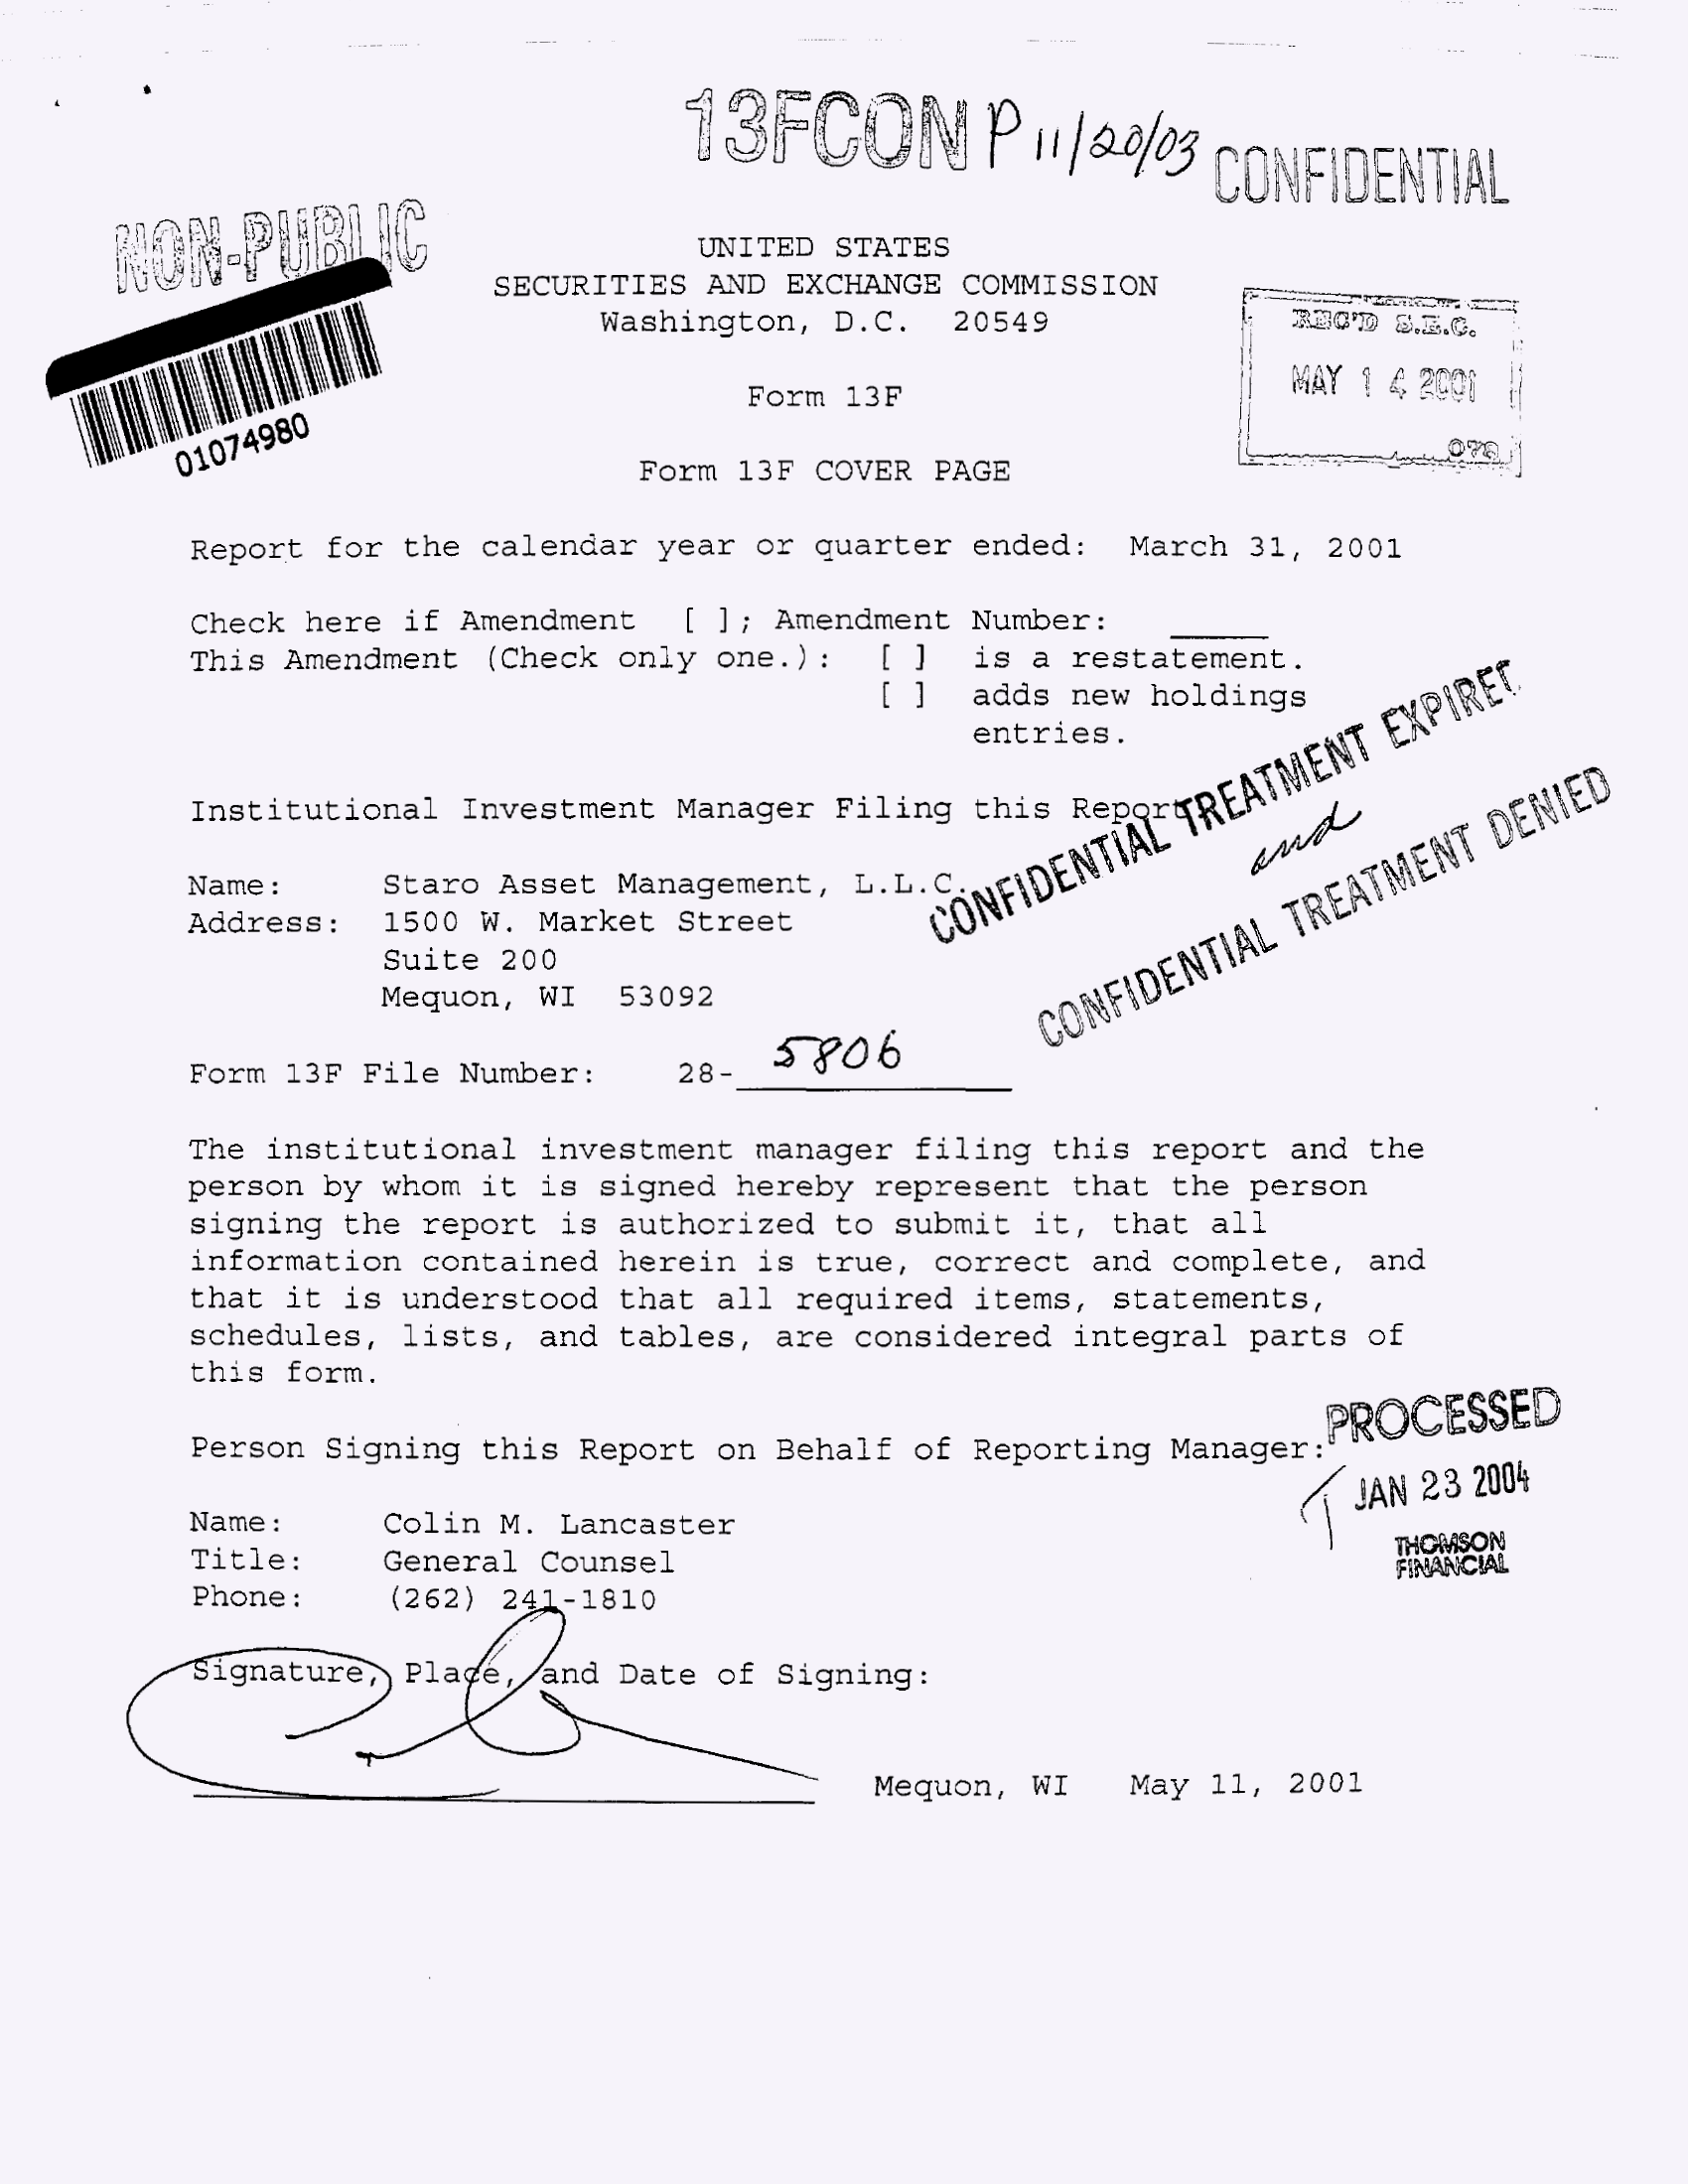 13FCON P 11/20/03 CONFIDENTIAL
NON-PUBLIC
UNITED STATES
SECURITIES AND EXCHANGE COMMISSION
Washington, D.C.  20549
REC'D S.E.C.
MAY 1 4 2001
Form 13F
01074980
Form 13F COVER PAGE
Report for the calendar year or quarter ended:  March 31, 2001
Check here if Amendment  [ ]; Amendment Number:  _____
This Amendment (Check only one.):  [ ]  is a restatement.
[ ]  adds new holdings
entries.
CONFIDENTIAL TREATMENT EXPIRED
and
CONFIDENTIAL TREATMENT DENIED
Institutional Investment Manager Filing this Report
Name:     Staro Asset Management, L.L.C.
Address:  1500 W. Market Street
Suite 200
Mequon, WI  53092
Form 13F File Number:    28-5806
The institutional investment manager filing this report and the
person by whom it is signed hereby represent that the person
signing the report is authorized to submit it, that all
information contained herein is true, correct and complete, and
that it is understood that all required items, statements,
schedules, lists, and tables, are considered integral parts of
this form.
Person Signing this Report on Behalf of Reporting Manager:
PROCESSED
JAN 23 2004
THOMSON
FINANCIAL
Name:     Colin M. Lancaster
Title:    General Counsel
Phone:    (262) 241-1810
Signature, Place, and Date of Signing:
Mequon, WI   May 11, 2001